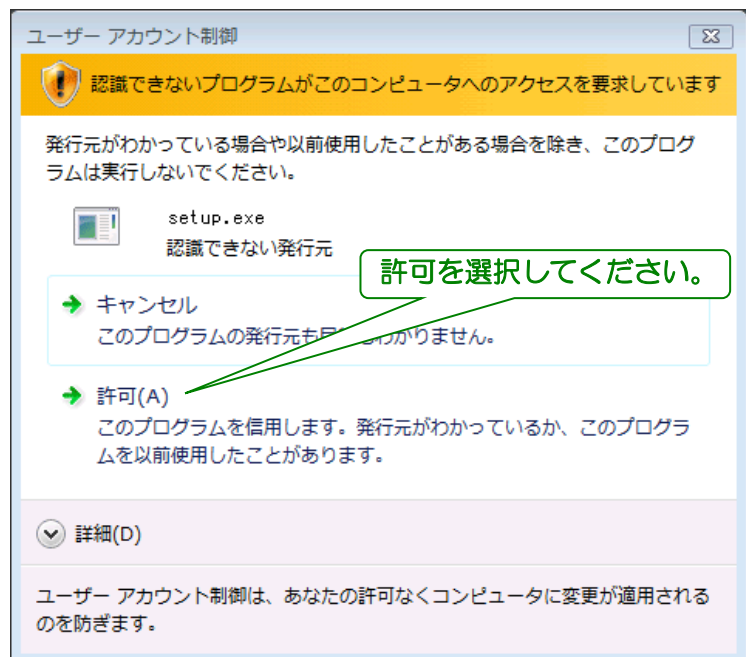 ユーザー アカウント制御
認識できないプログラムがこのコンピュータへのアクセスを要求しています
発行元がわかっている場合や以前使用したことがある場合を除き、このプログ
ラムは実行しないでください。
setup.exe
認識できない発行元
許可を選択してください。
キャンセル
このプログラムの発行元も わかりません。
許可(A)
このプログラムを信用します。発行元がわかっているか、このプログラ
ムを以前使用したことがあります。
詳細(D)
ユーザー アカウント制御は、あなたの許可なくコンピュータに変更が適用される
のを防ぎます。